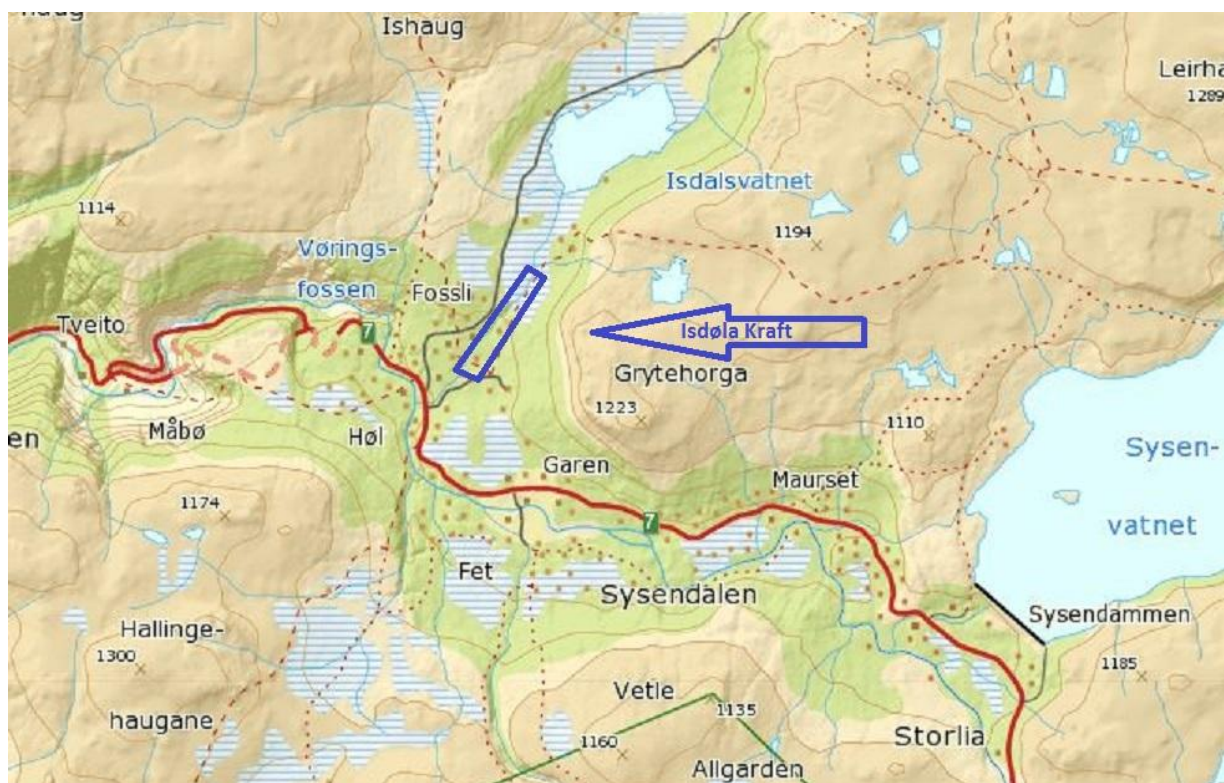 Ishaug
Leirha
1289
Isdalsvatnet
1114
1194
Vørings-
fossen
Fossli
Tveito
7
Isdøla Kraft
Grytehorga
1223
en
Måbø
Høl
1110
Sysen-
vatnet
Garen
Maurset
1174
7
Fet
Sysendalen
Sysendammen
Hallinge-
1300
haugane
1185
Vetle
1135
Storlia
1160
Allgarden